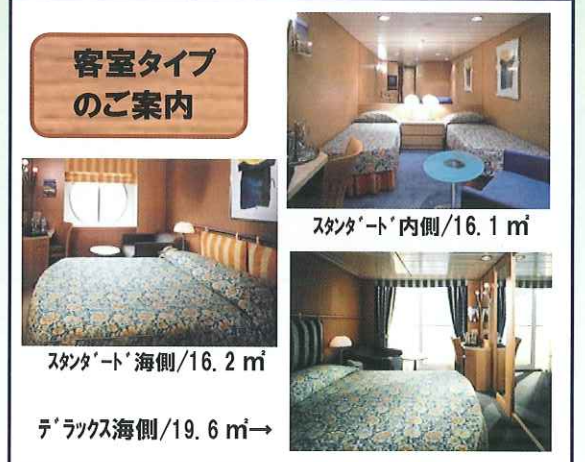 客室タイプ
のご案内
スタンダード内側/16.1㎡
スタンダード海側/16.2㎡
デラックス海側/19.6㎡→